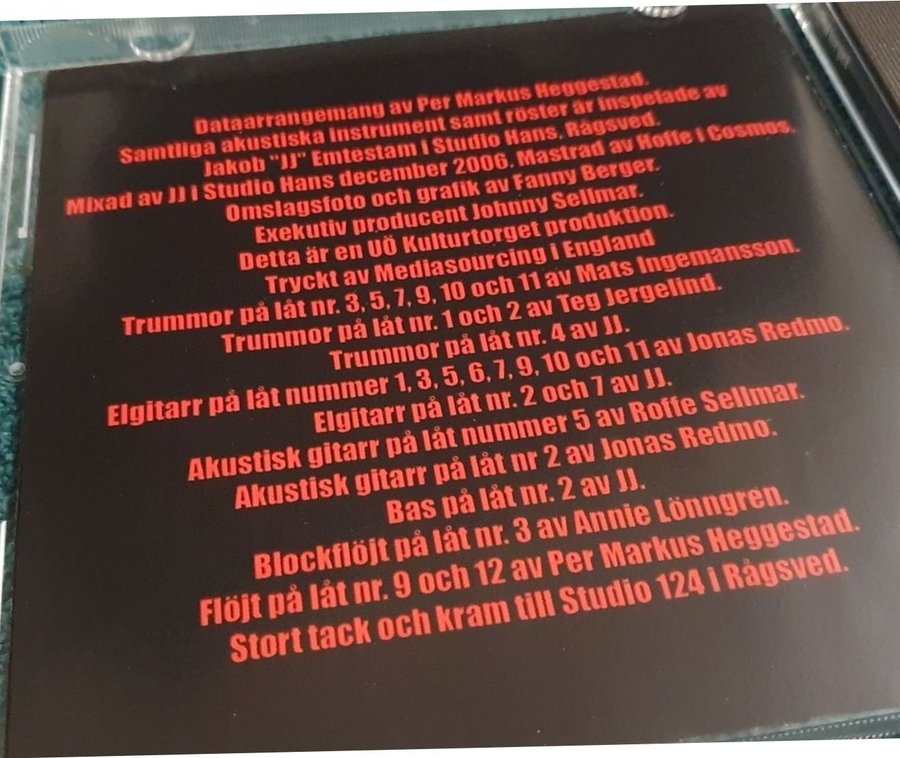 Dataarrangemang av Per Markus Heggestad.
Samtliga akustiska instrument samt röster är inspelade av
Jakob "JJ" Emtestam i Studio Hans, Rågsved.
Mixad av JJ i Studio Hans december 2006. Mastrad av Hoffe i Cosmos.
Omslagsfoto och grafik av Fanny Berger.
Exekutiv producent Johnny Sellmar.
Detta är en UÖ Kulturtorget produktion.
Tryckt av Mediasourcing i England
Trummor på låt nr. 3, 5, 7, 9, 10 och 11 av Mats Ingemansson.
Trummor på låt nr. 1 och 2 av Teg Jergelind.
Trummor på låt nr. 4 av JJ.
Elgitarr på låt nummer 1, 3, 5, 6, 7, 9, 10 och 11 av Jonas Redmo.
Elgitarr på låt nr. 2 och 7 av JJ.
Akustisk gitarr på låt nummer 5 av Roffe Sellmar.
Akustisk gitarr på låt nr 2 av Jonas Redmo.
Bas på låt nr. 2 av JJ.
Blockflöjt på låt nr. 3 av Annie Lönngren.
Flöjt på låt nr. 9 och 12 av Per Markus Heggestad.
Stort tack och kram till Studio 124 i Rågsved.